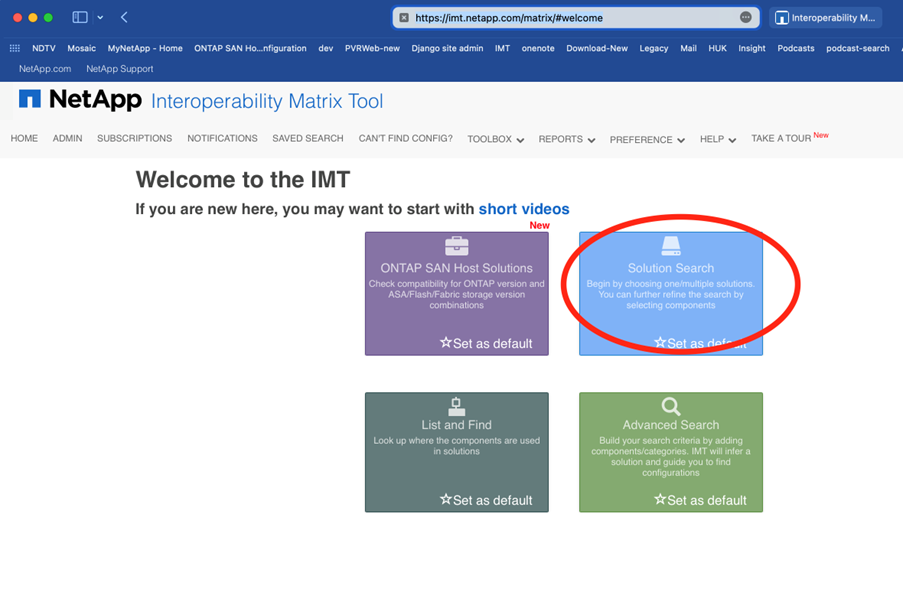 https://imt.netapp.com/matrix/#welcome
Interoperability M...
NDTV Mosaic MyNetApp - Home ONTAP SAN Ho...nfiguration dev PVRWeb-new Django site admin IMT onenote Download-New Legacy Mail HUK Insight Podcasts podcast-search
NetApp.com NetApp Support
NetApp Interoperability Matrix Tool
HOME ADMIN SUBSCRIPTIONS NOTIFICATIONS SAVED SEARCH CAN'T FIND CONFIG? TOOLBOX REPORTS PREFERENCE HELP TAKE A TOUR New
Welcome to the IMT
If you are new here, you may want to start with short videos
New
ONTAP SAN Host Solutions
Check compatibility for ONTAP version and
ASA/Flash/Fabric storage version
combinations
Set as default
Solution Search
Begin by choosing one/multiple solutions.
You can further refine the search by
selecting components
Set as default
List and Find
Look up where the components are used
in solutions
Set as default
Advanced Search
Build your search criteria by adding
components/categories. IMT will infer a
solution and guide you to find
configurations
Set as default